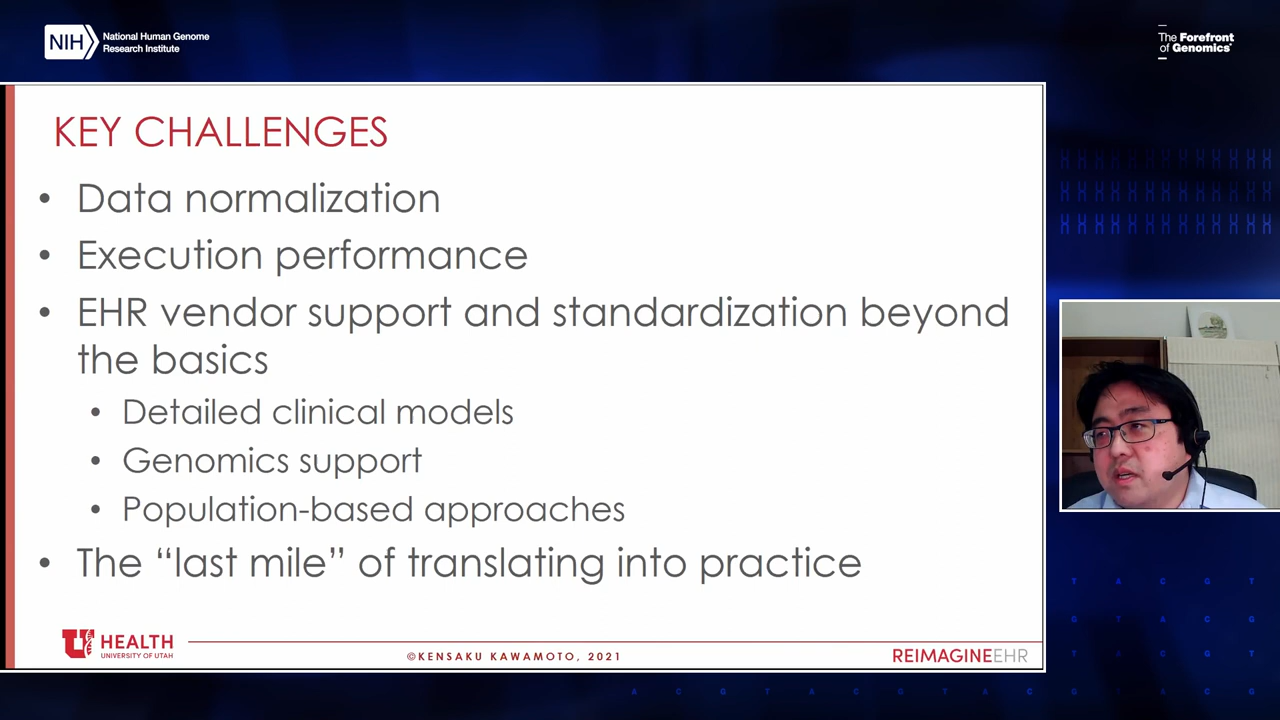 NIH
National Human Genome
Research Institute
The Forefront
of Genomics®
KEY CHALLENGES
• Data normalization
• Execution performance
• EHR vendor support and standardization beyond
the basics
• Detailed clinical models
• Genomics support
• Population-based approaches
• The “last mile” of translating into practice
U HEALTH
UNIVERSITY OF UTAH
©KENSAKU KAWAMOTO, 2021
REIMAGINEEHR
T A C G T
G A C G
T A C G T
A C G T A C G T A C G T A C G